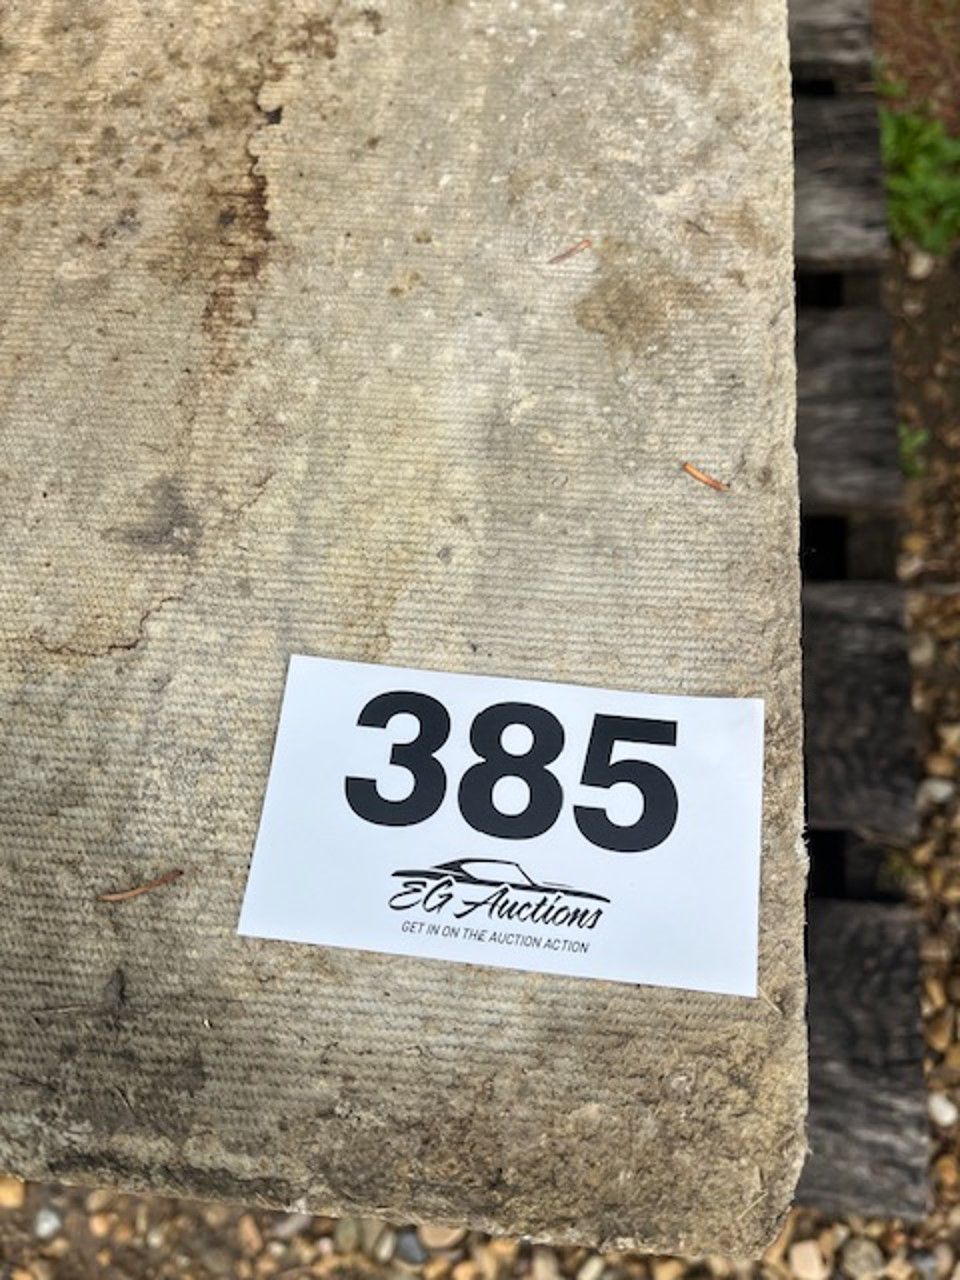 385
EG Auctions
GET IN ON THE AUCTION ACTION